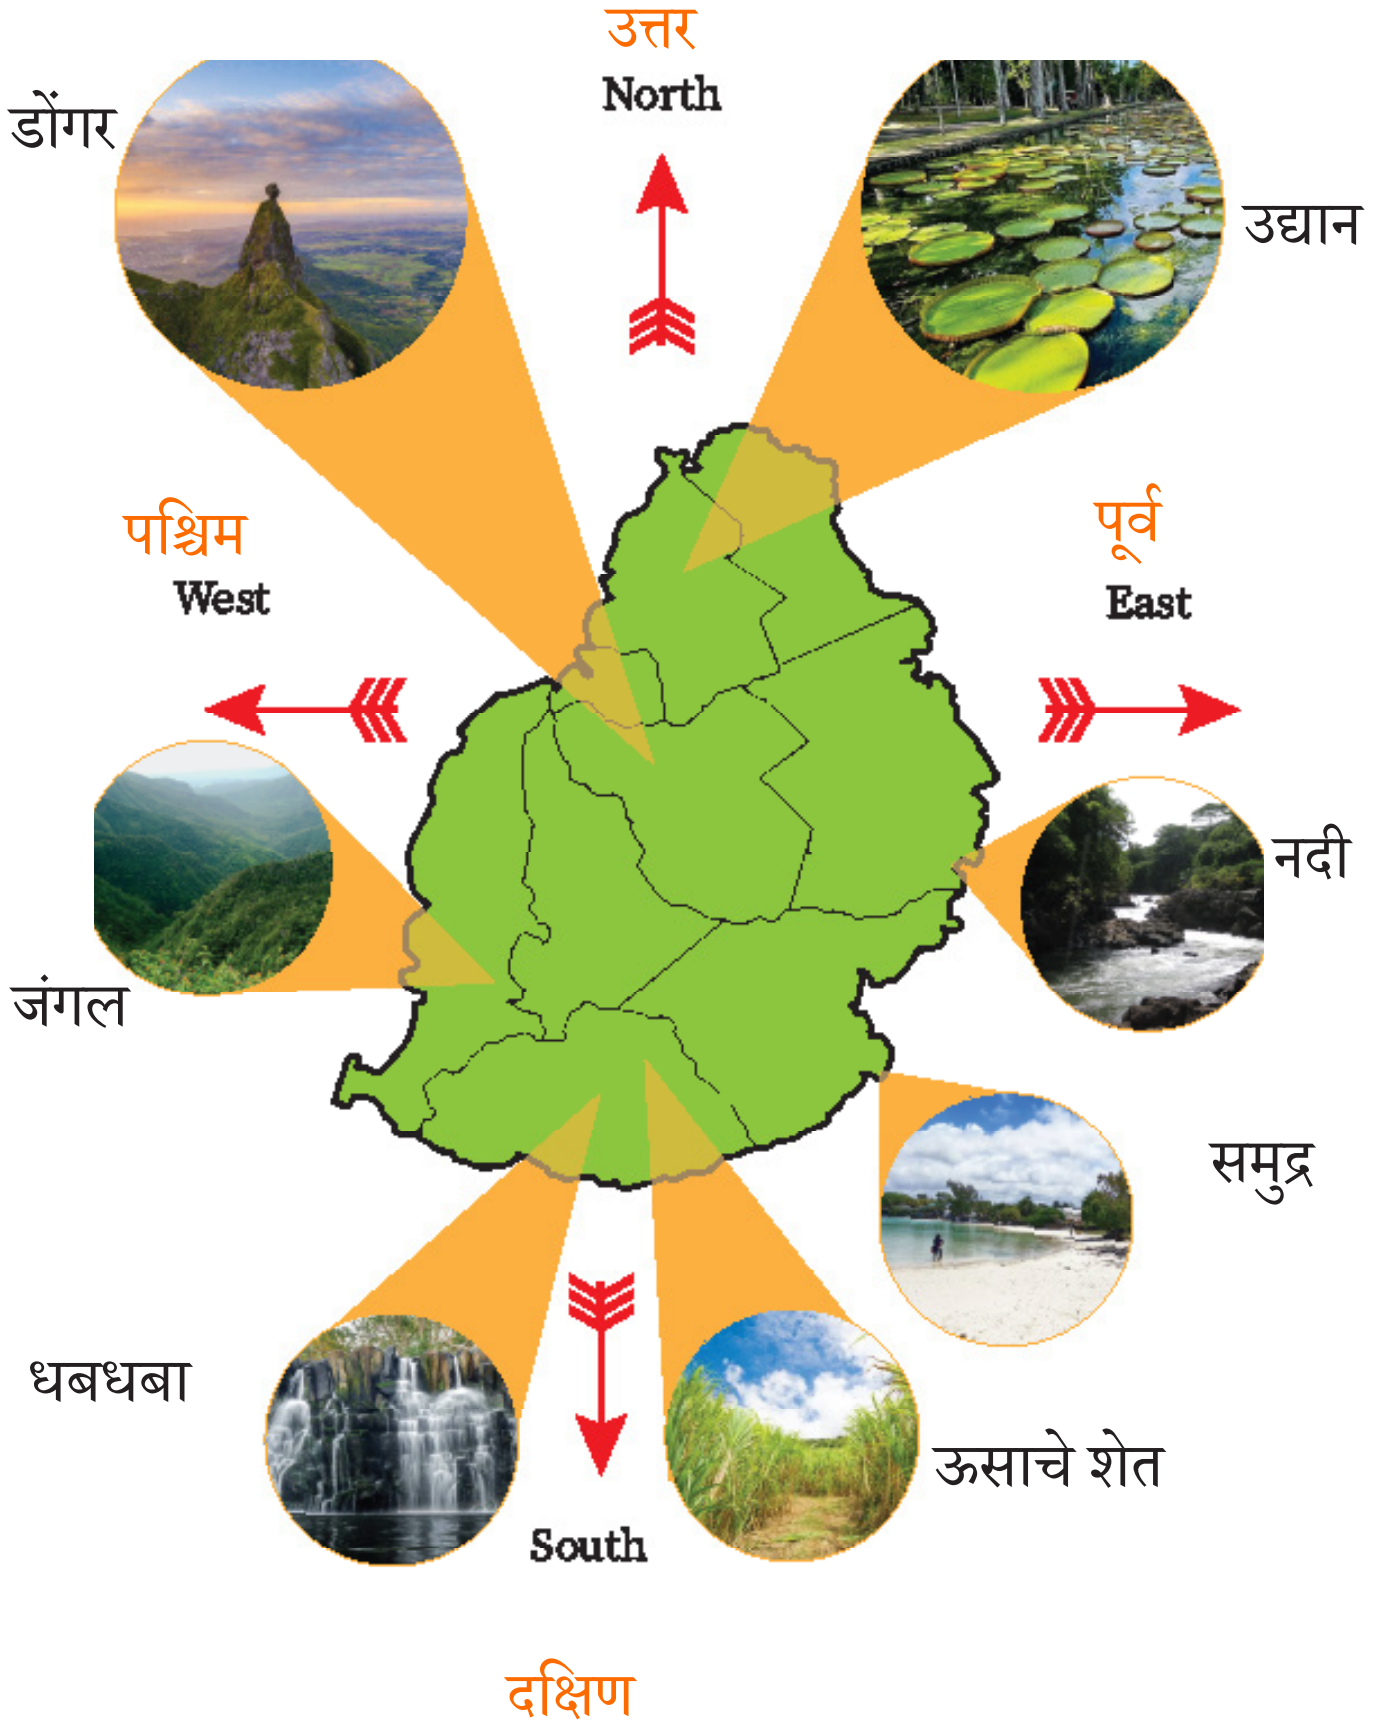 उत्तर
North
डोंगर
उद्यान
पश्चिम
West
पूर्व
East
नदी
जंगल
समुद्र
धबधबा
ऊसाचे शेत
South
दक्षिण